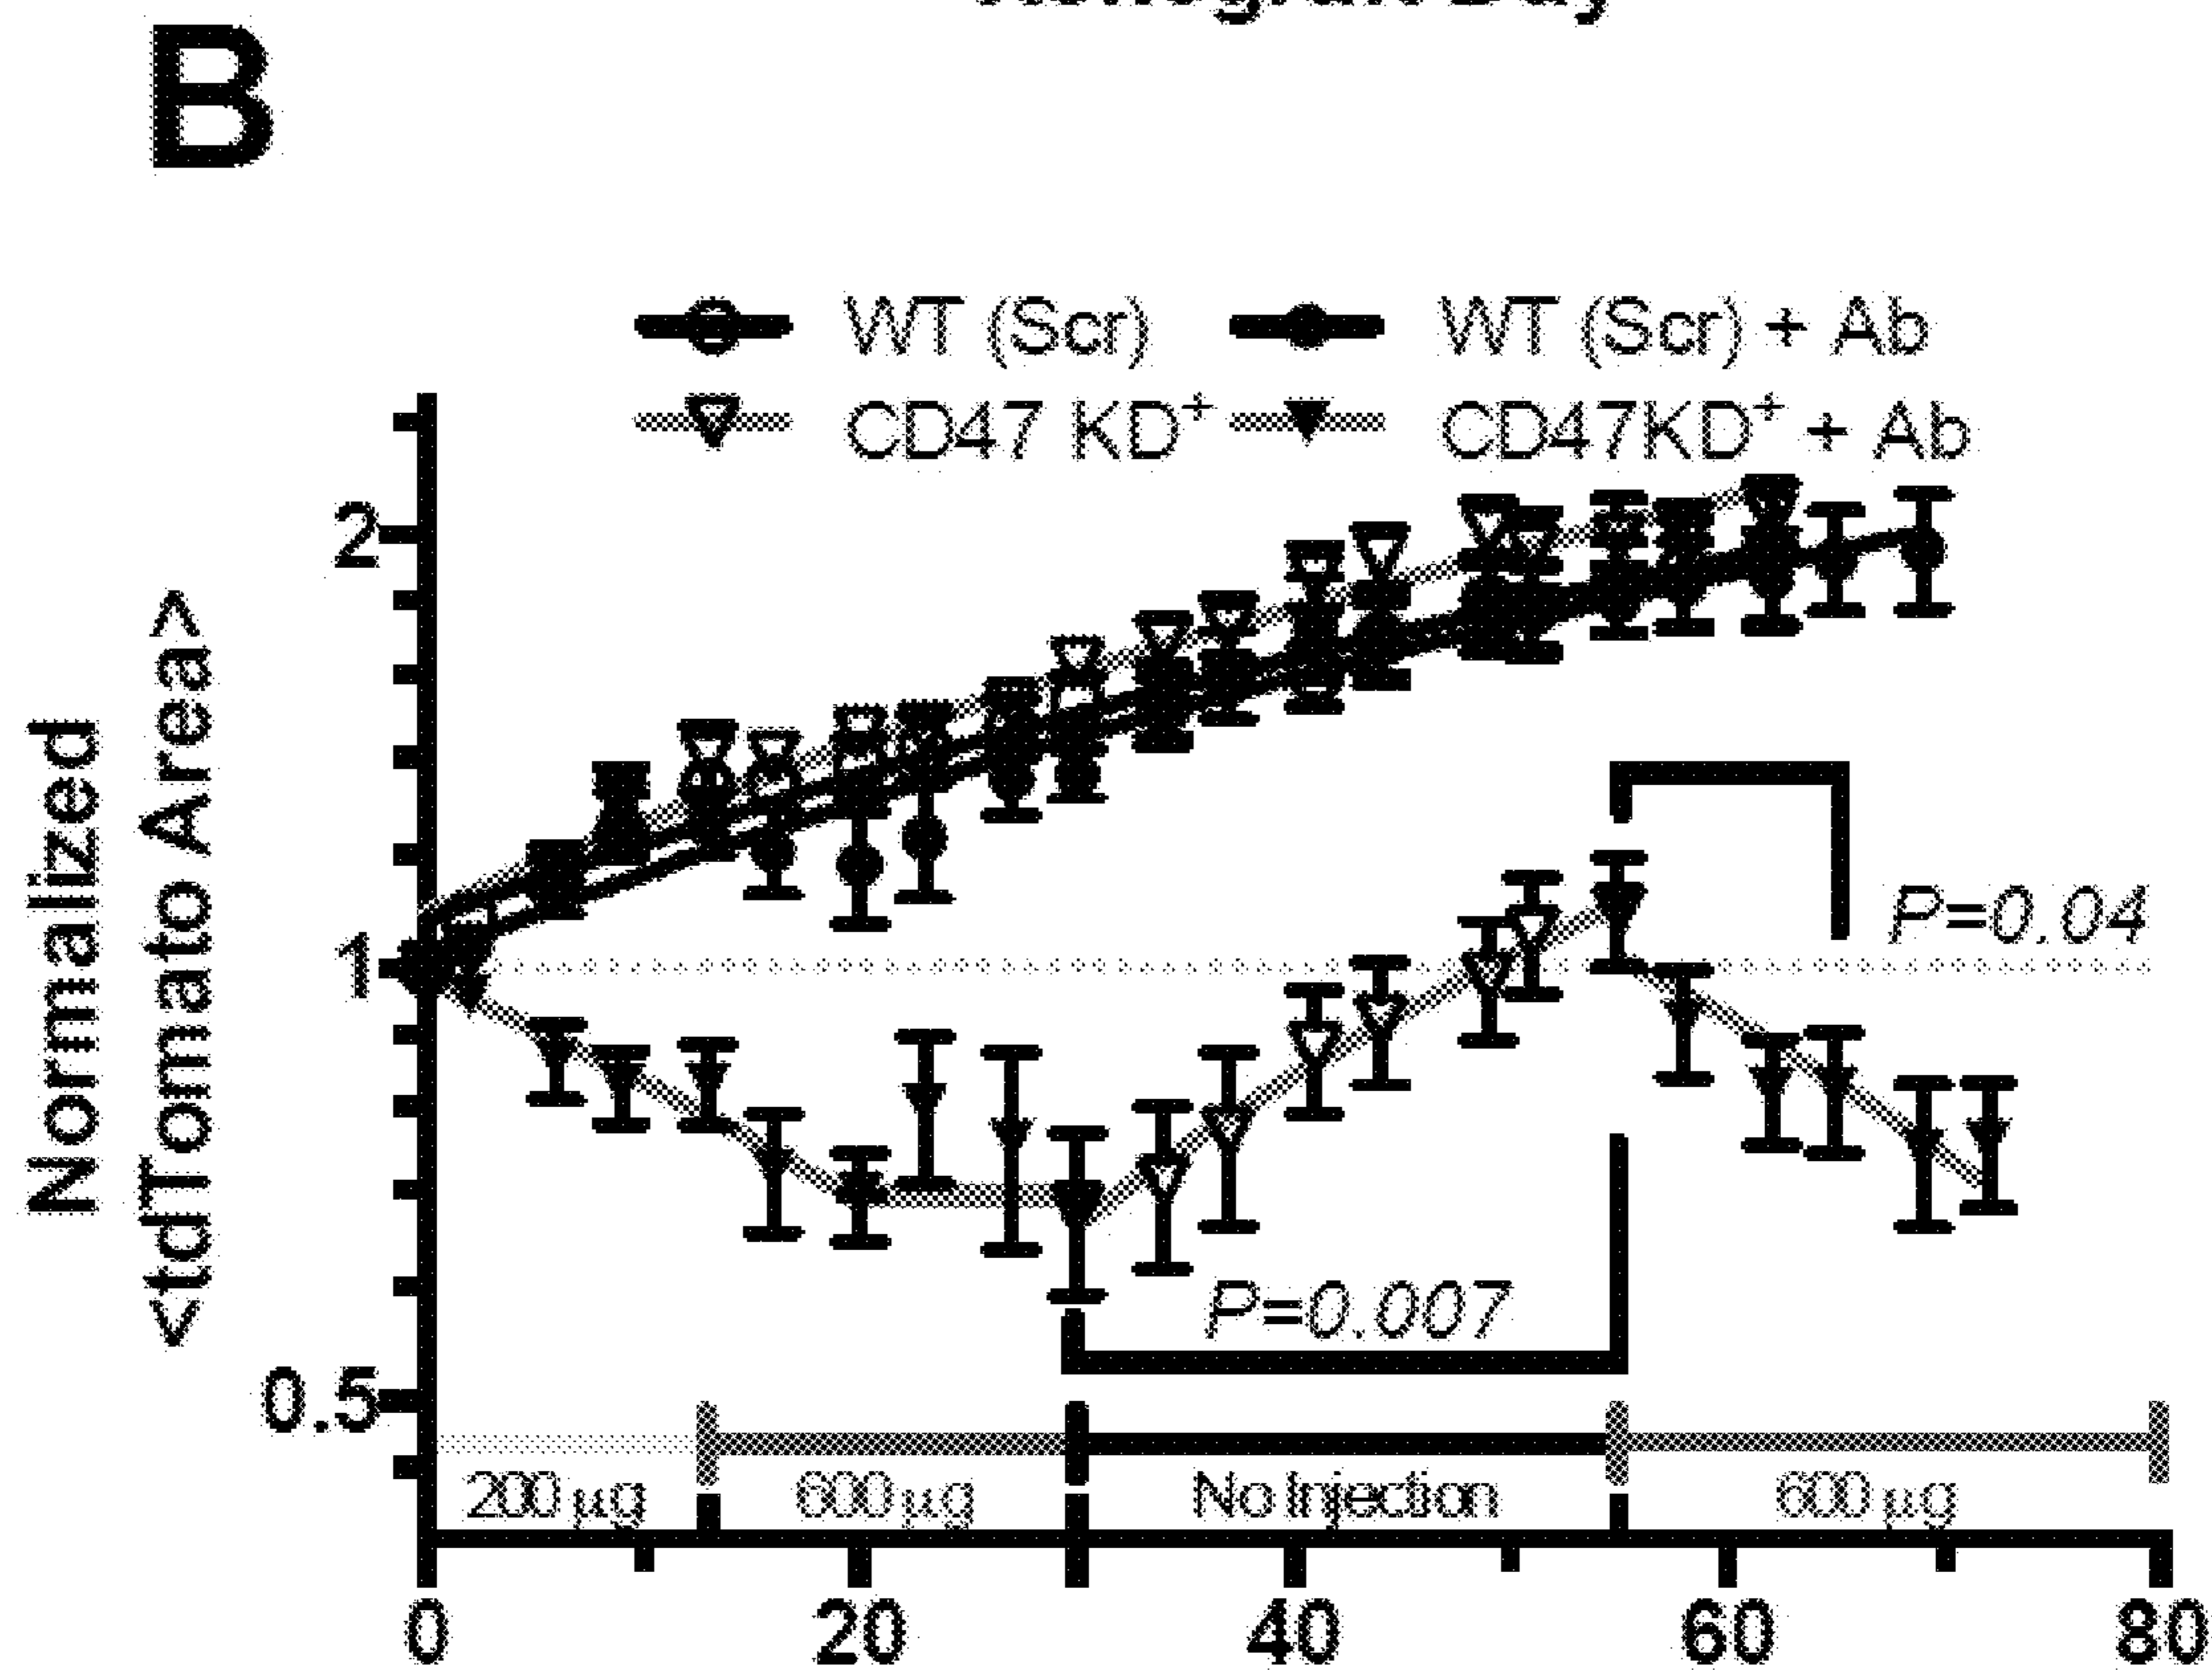 B
WT (Scr)
WT (Scr) + Ab
CD47 KD+
CD47KD+ + Ab
Normalized
<tdTomato Area>
2
1
0.5
P=0.04
P=0.007
200 µg
600 µg
No Injection
600 µg
0
20
40
60
80